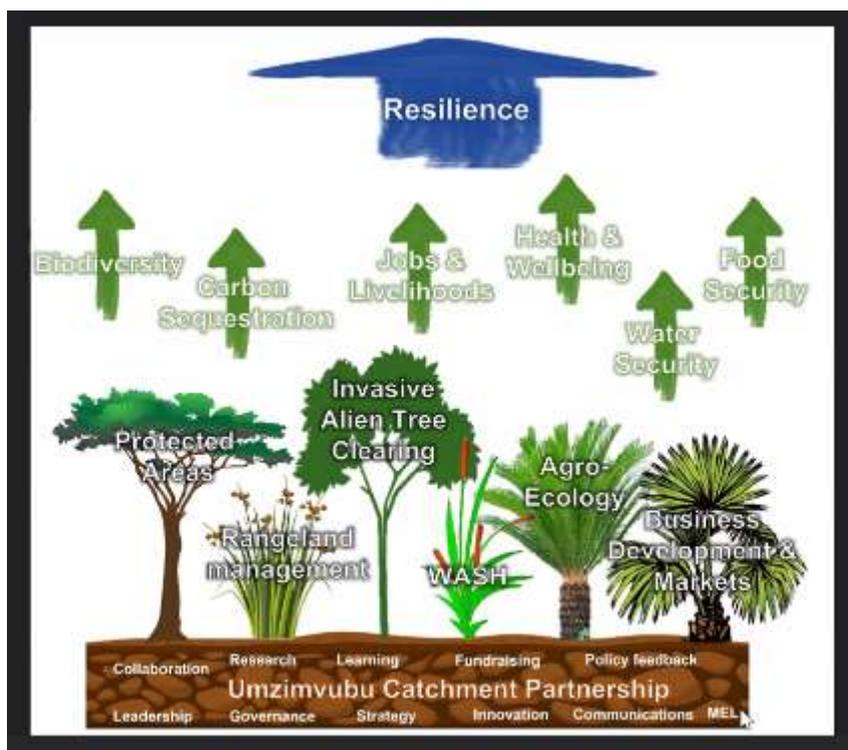 Resilience
Biodiversity
Carbon
Sequestration
Jobs &
Livelihoods
Health &
Wellbeing
Water
Security
Food
Security
Protected
Areas
Rangeland
management
Invasive
Alien Tree
Clearing
WASH
Agro-
Ecology
Business
Development &
Markets
Collaboration Research Learning Fundraising Policy feedback
Umzimvubu Catchment Partnership
Leadership Governance Strategy Innovation Communications MEL